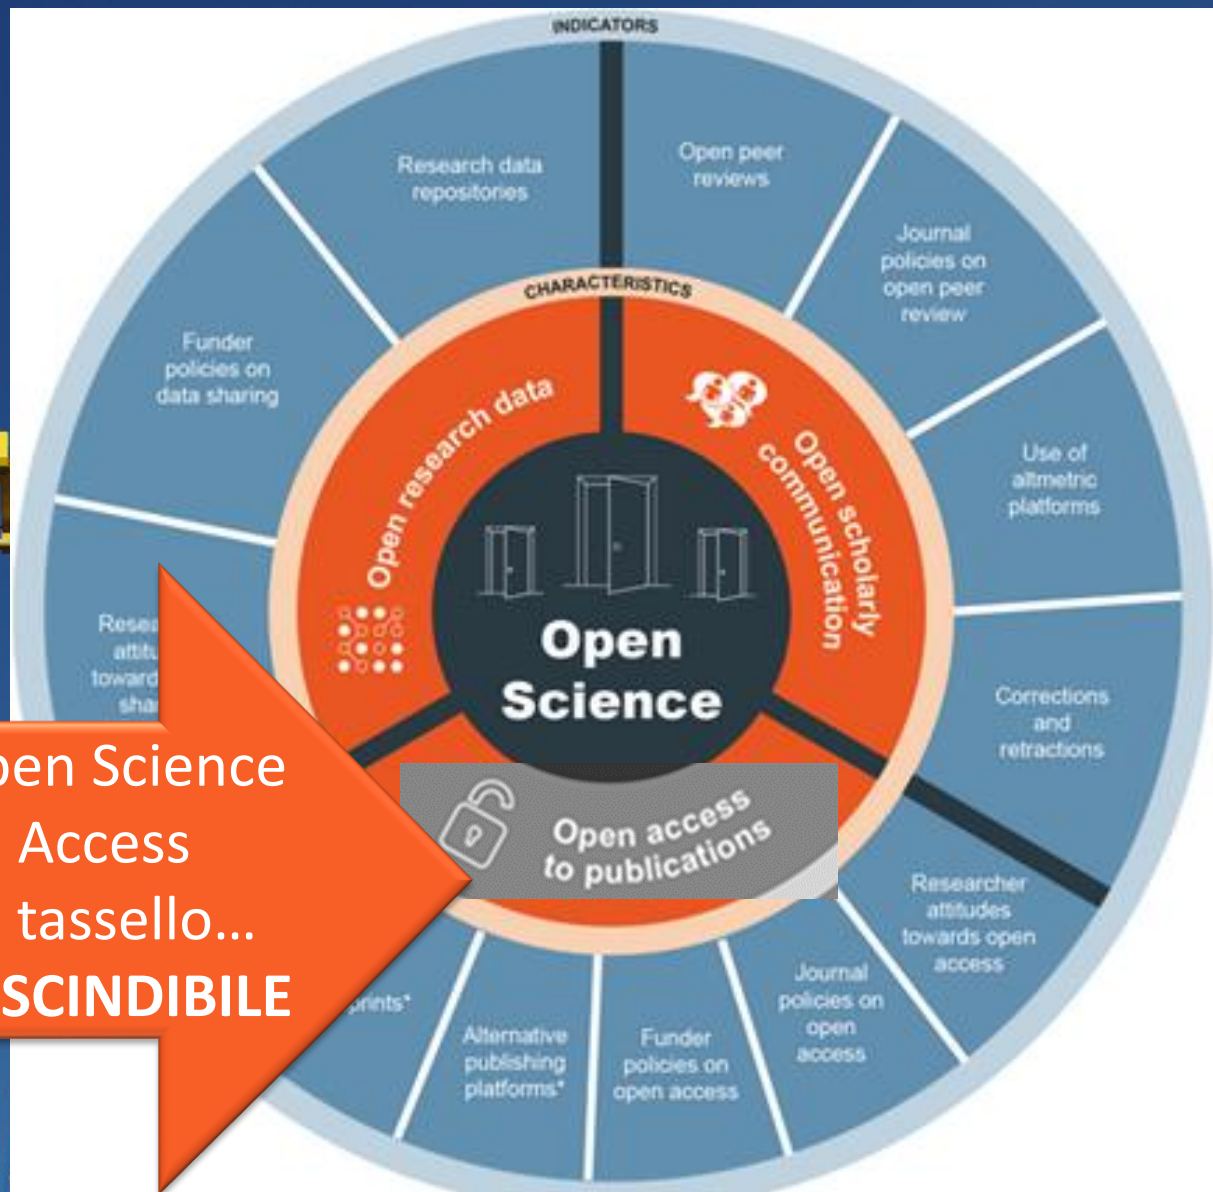 INDICATORS
Research data
repositories
Open peer
reviews
Journal
policies on
open peer
review
CHARACTERISTICS
Funder
policies on
data sharing
Open research data
Open scholarly
communication
Use of
altmetric
platforms
Open
Science
Corrections
and
retractions
pen Science
Access
tassello...
SCINDIBILE
Open access
to publications
Researcher
attitudes
towards open
access
Journal
policies on
open
access
prints*
Alternative
publishing
platforms*
Funder
policies on
open access